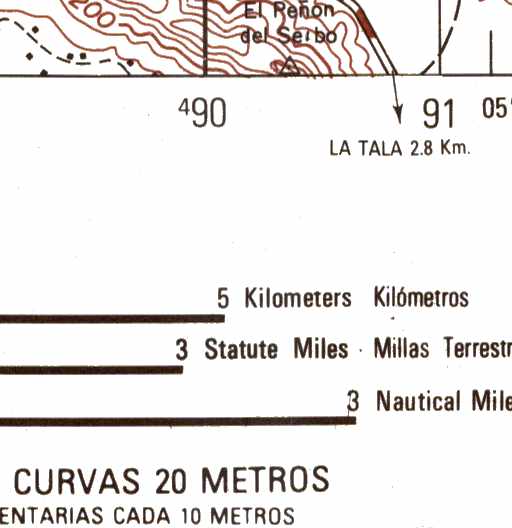 200
El Peñón
del Serbo
490 91 05°
LA TALA 2.8 Km.
5 Kilometers Kilómetros
3 Statute Miles Millas Terrestr
3 Nautical Mile
CURVAS 20 METROS
ENTARIAS CADA 10 METROS